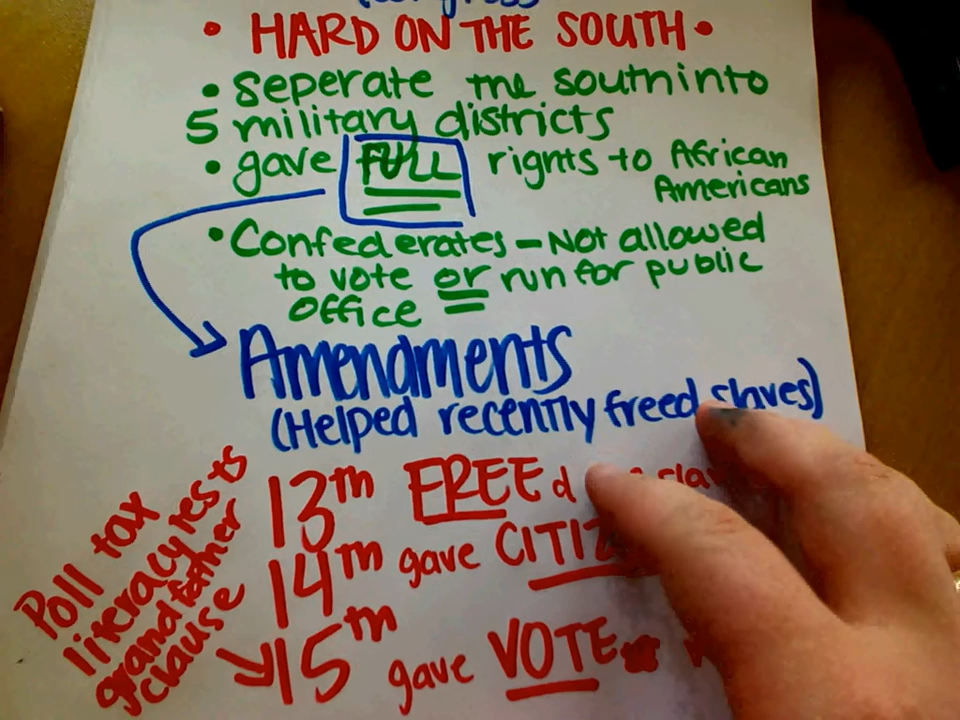 • HARD ON THE SOUTH •
• seperate the south into
5 military districts
• gave FULL rights to African
Americans
• Confederates - Not allowed
to vote or run for public
office
Amendments
(Helped recently freed slaves)
13th FREEd
14th gave
15th gave VOTE
Poll tax
literacy tests
grandfather
clause